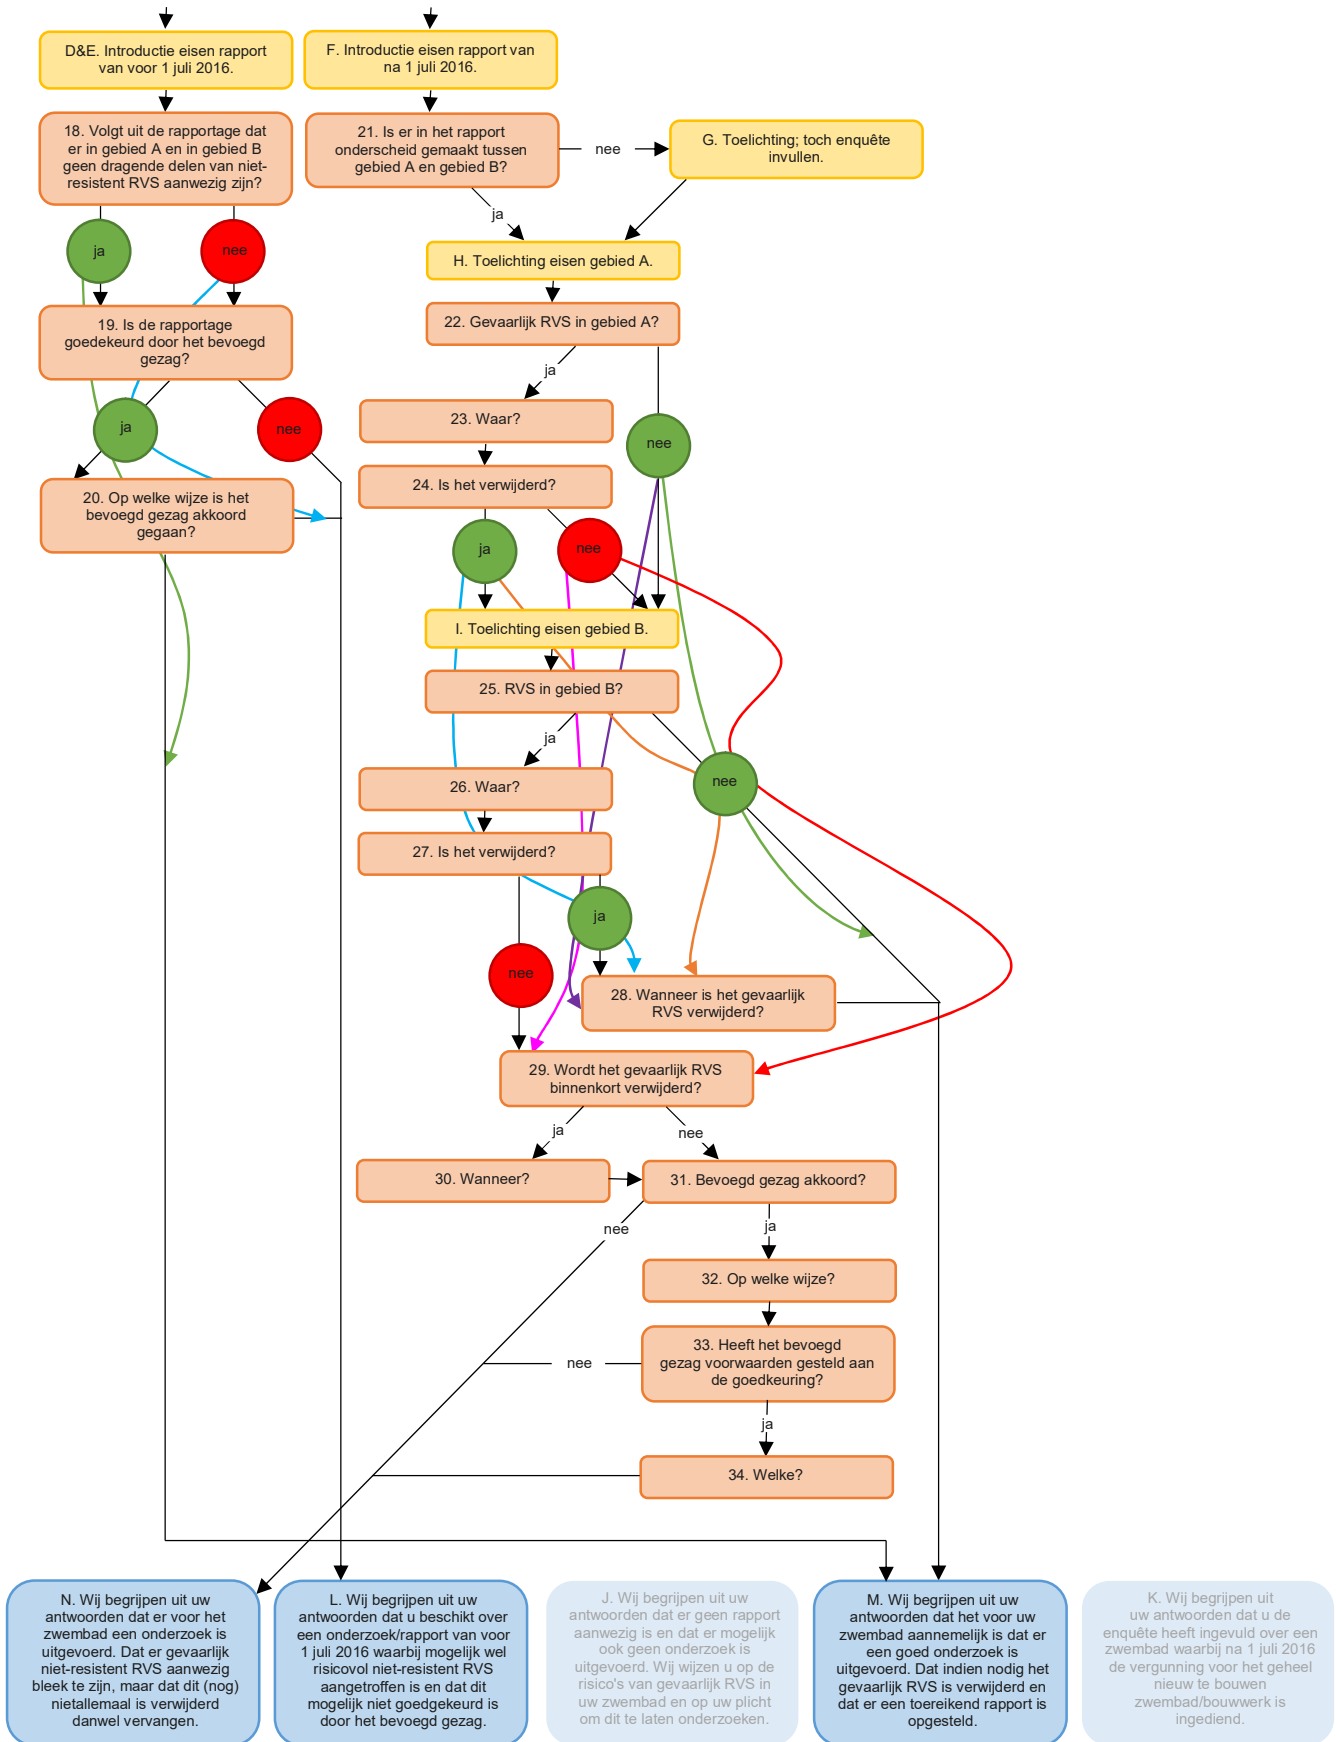 D&E. Introductie eisen rapport
van voor 1 juli 2016.
F. Introductie eisen rapport van
na 1 juli 2016.
18. Volgt uit de rapportage dat
er in gebied A en in gebied B
geen dragende delen van niet-
resistent RVS aanwezig zijn?
21. Is er in het rapport
onderscheid gemaakt tussen
gebied A en gebied B?
nee
G. Toelichting; toch enquête
invullen.
ja
ja
nee
H. Toelichting eisen gebied A.
19. Is de rapportage
goedekeurd door het bevoegd
gezag?
22. Gevaarlijk RVS in gebied A?
ja
23. Waar?
ja
nee
nee
24. Is het verwijderd?
20. Op welke wijze is het
bevoegd gezag akkoord
gegaan?
ja
nee
I. Toelichting eisen gebied B.
25. RVS in gebied B?
ja
26. Waar?
nee
27. Is het verwijderd?
ja
nee
28. Wanneer is het gevaarlijk
RVS verwijderd?
29. Wordt het gevaarlijk RVS
binnenkort verwijderd?
ja
nee
30. Wanneer?
31. Bevoegd gezag akkoord?
nee
ja
32. Op welke wijze?
33. Heeft het bevoegd
gezag voorwaarden gesteld aan
de goedkeuring?
nee
ja
34. Welke?
N. Wij begrijpen uit uw
antwoorden dat er voor het
zwembad een onderzoek is
uitgevoerd. Dat er gevaarlijk
niet-resistent RVS aanwezig
bleek te zijn, maar dat dit (nog)
nietallemaal is verwijderd
danwel vervangen.
L. Wij begrijpen uit uw
antwoorden dat u beschikt over
een onderzoek/rapport van voor
1 juli 2016 waarbij mogelijk wel
risicovol niet-resistent RVS
aangetroffen is en dat dit
mogelijk niet goedgekeurd is
door het bevoegd gezag.
J. Wij begrijpen uit uw
antwoorden dat er geen rapport
aanwezig is en dat er mogelijk
ook geen onderzoek is
uitgevoerd. Wij wijzen u op de
risico's van gevaarlijk RVS in
uw zwembad en op uw plicht
om dit te laten onderzoeken.
M. Wij begrijpen uit uw
antwoorden dat het voor uw
zwembad aannemelijk is dat er
een goed onderzoek is
uitgevoerd. Dat indien nodig het
gevaarlijk RVS is verwijderd en
dat er een toereikend rapport is
opgesteld.
K. Wij begrijpen uit
uw antwoorden dat u de
enquête heeft ingevuld over een
zwembad waarbij na 1 juli 2016
de vergunning voor het geheel
nieuw te bouwen
zwembad/bouwwerk is
ingediend.